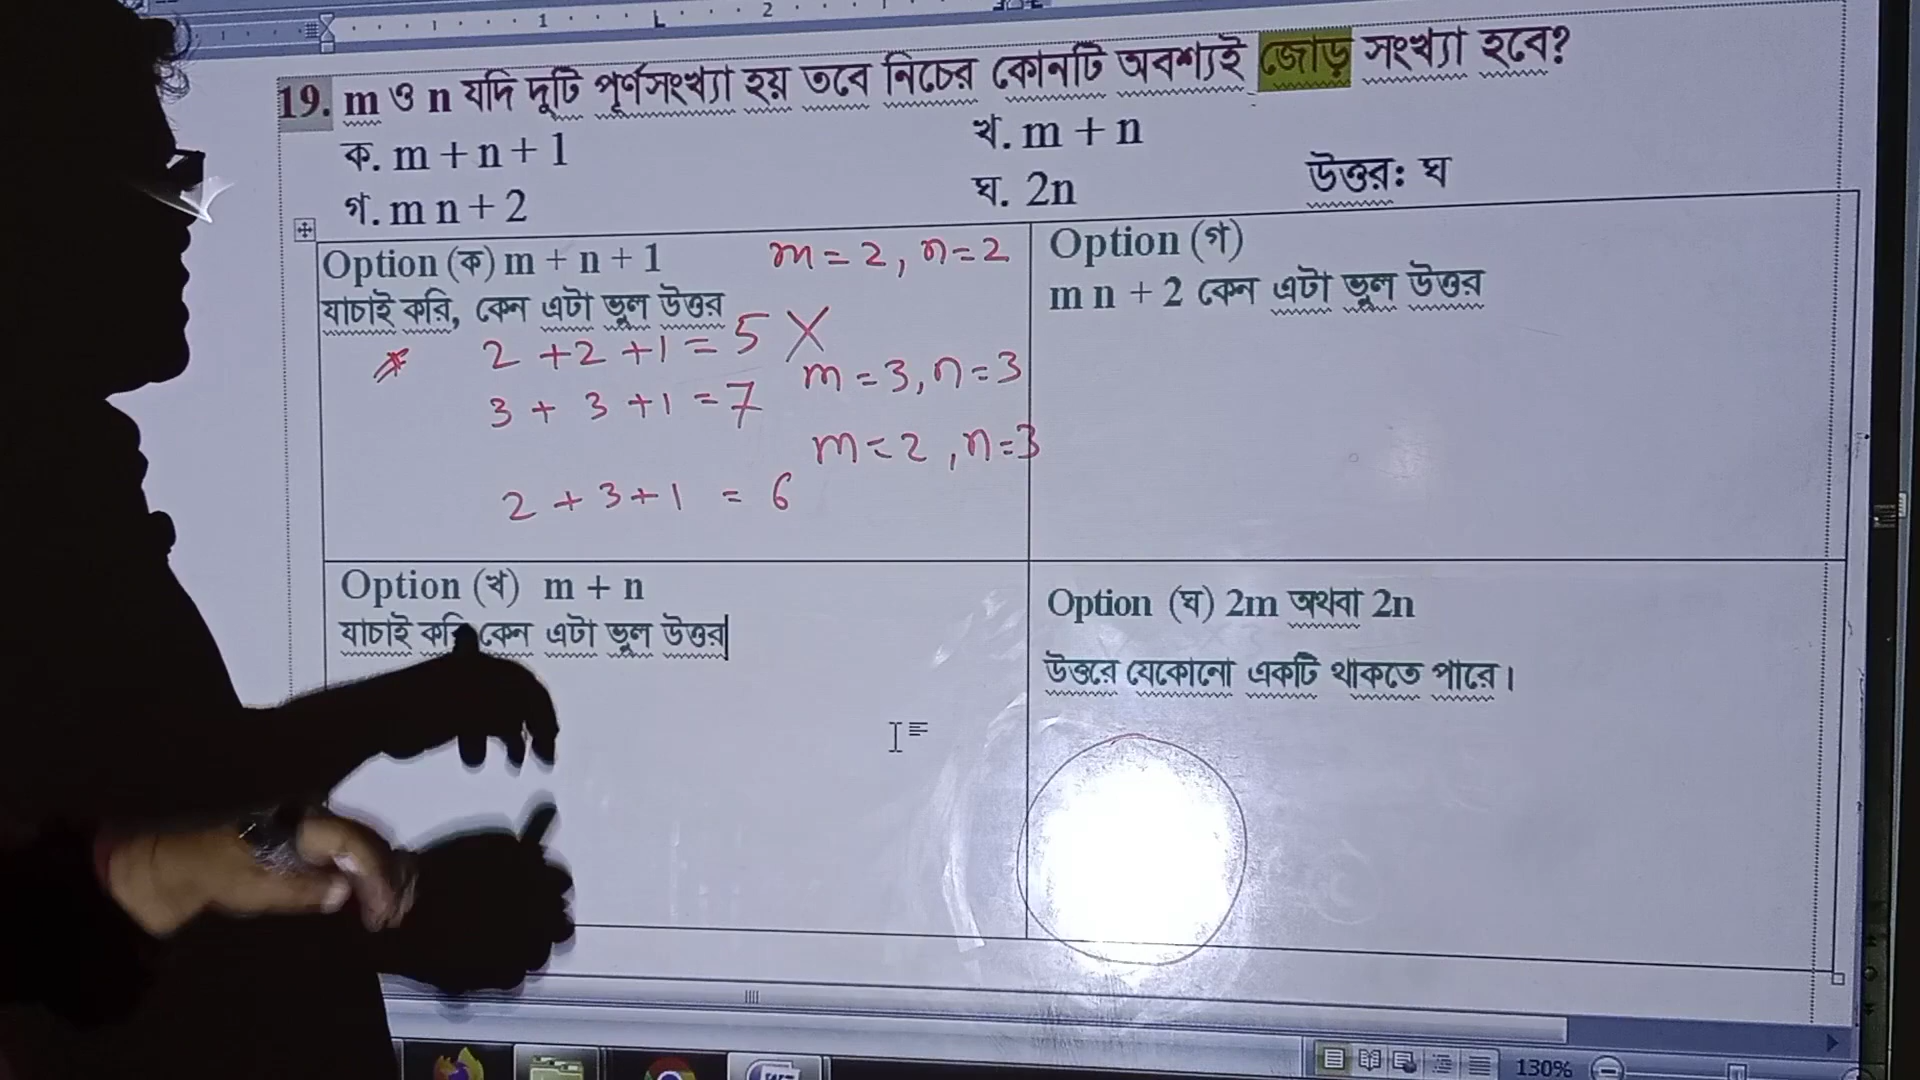 1 2
19. m ও n যদি দুটি পূর্ণসংখ্যা হয় তবে নিচের কোনটি অবশ্যই জোড় সংখ্যা হবে?
ক. m + n + 1 খ. m + n
গ. m n + 2 ঘ. 2n উত্তর: ঘ
Option (ক) m + n + 1 m = 2, n = 2
যাচাই করি, কেন এটা ভুল উত্তর
2 + 2 + 1 = 5 X
m = 3, n = 3
3 + 3 + 1 = 7
m = 2, n = 3
2 + 3 + 1 = 6
Option (গ)
m n + 2 কেন এটা ভুল উত্তর
Option (খ) m + n
যাচাই করি কেন এটা ভুল উত্তর
Option (ঘ) 2m অথবা 2n
উত্তরে যেকোনো একটি থাকতে পারে।
130%